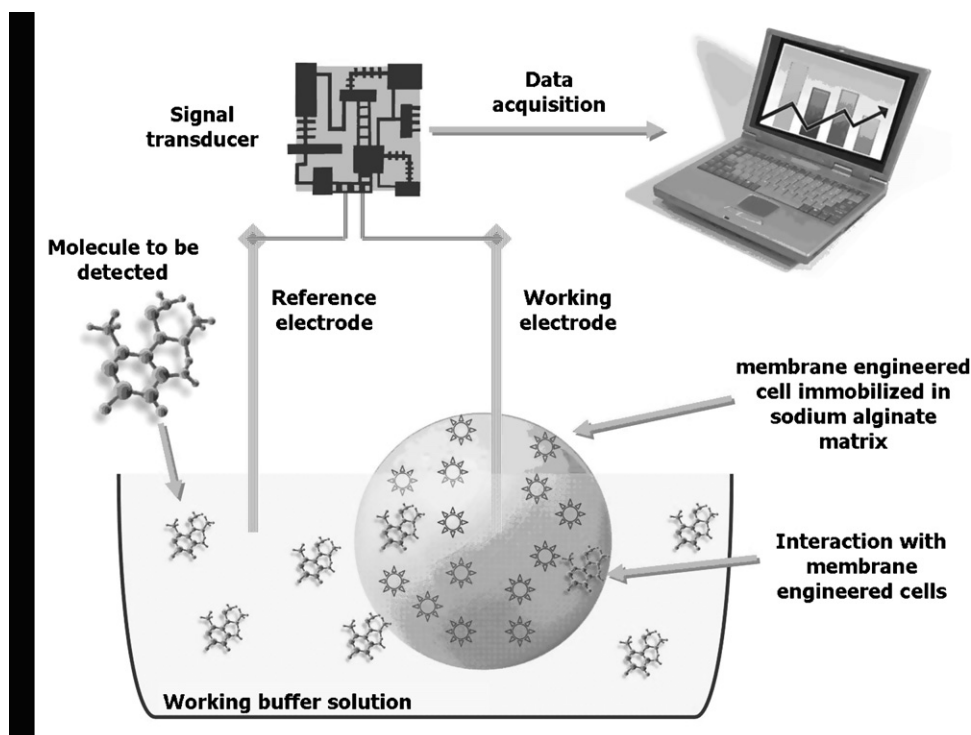 Signal
transducer
Data
acquisition
Molecule to be
detected
Reference
electrode
Working
electrode
membrane engineered
cell immobilized in
sodium alginate
matrix
Interaction with
membrane
engineered cells
Working buffer solution